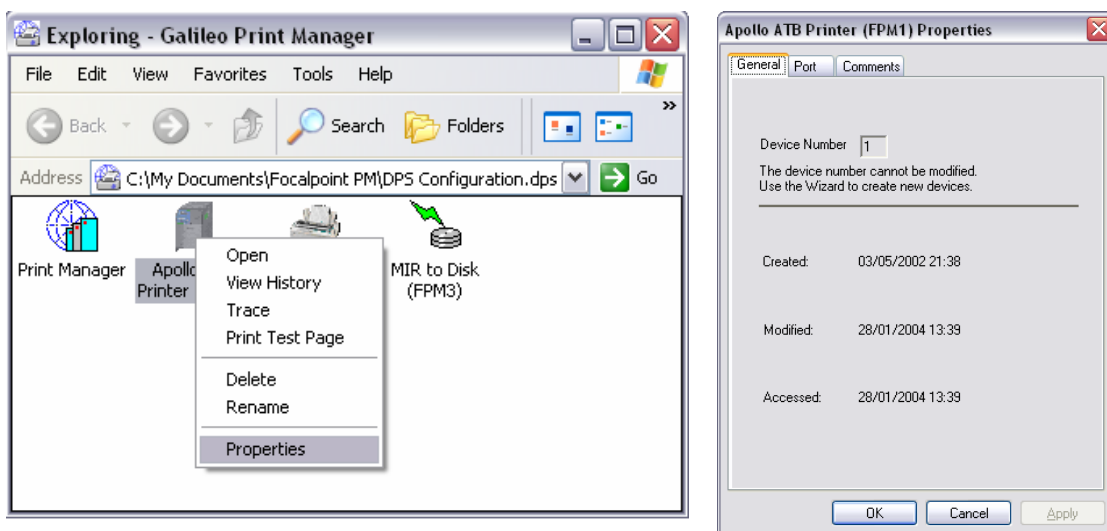 Exploring - Galileo Print Manager
File Edit View Favorites Tools Help
Back Search Folders »
Address C:\My Documents\Focalpoint PM\DPS Configuration.dps Go
Print Manager
Apollo
Printer
MIR to Disk
(FPM3)
Open
View History
Trace
Print Test Page
Delete
Rename
Properties
Apollo ATB Printer (FPM1) Properties
General Port Comments
Device Number 1
The device number cannot be modified.
Use the Wizard to create new devices.
Created: 03/05/2002 21:38
Modified: 28/01/2004 13:39
Accessed: 28/01/2004 13:39
OK Cancel Apply